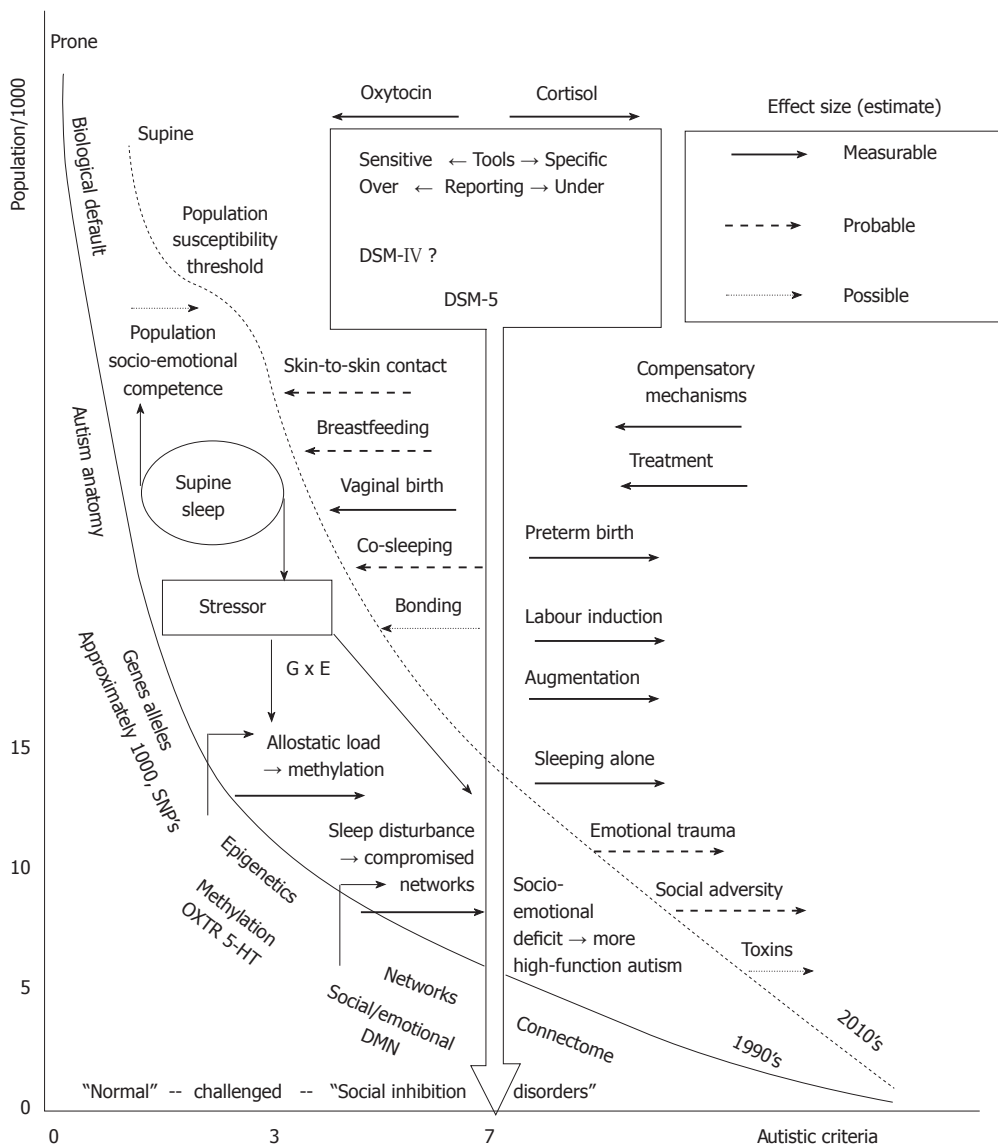 Prone
Population/1000
Biological default
Supine
Oxytocin
Cortisol
Effect size (estimate)
Measurable
Probable
Possible
Sensitive ← Tools → Specific
Over ← Reporting → Under
DSM-IV ?
DSM-5
Population
susceptibility
threshold
Population
socio-emotional
competence
Skin-to-skin contact
Compensatory
mechanisms
Autism anatomy
Breastfeeding
Treatment
Supine
sleep
Vaginal birth
Co-sleeping
Preterm birth
Stressor
Bonding
Labour induction
G x E
Augmentation
Genes alleles
Approximately 1000, SNP's
15
Allostatic load
→ methylation
Sleeping alone
Sleep disturbance
→ compromised
networks
Emotional trauma
10
Epigenetics
Methylation
OXTR 5-HT
Socio-
emotional
deficit → more
high-function autism
Social adversity
Toxins
5
Networks
Social/emotional
DMN
Connectome
1990's
2010's
"Normal" -- challenged -- "Social inhibition disorders"
0
0
3
7
Autistic criteria